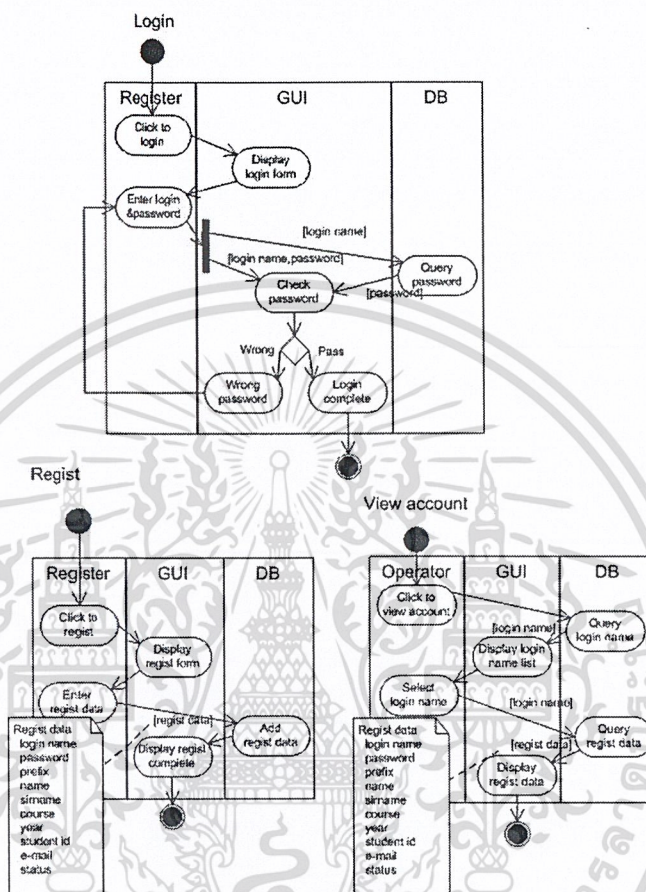 Login
Register
GUI
DB
Click to
login
Display
login form
Enter login
&password
[login name]
[login name,password]
Query
password
Check
password
[password]
Wrong
Pass
Wrong
password
Login
complete
Regist
Register
GUI
DB
Click to
regist
Display
regist form
Enter
regist data
[regist data]
Add
regist data
Display regist
complete
Regist data
login name
password
prefix
name
sirname
course
year
student id
e-mail
status
View account
Operator
GUI
DB
Click to
view account
Query
login name
[login name]
Display login
name list
Select
login name
[login name]
Query
regist data
[regist data]
Display
regist data
Regist data
login name
password
prefix
name
sirname
course
year
student id
e-mail
status